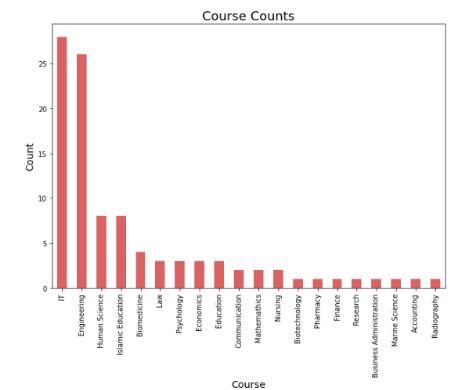 Course Counts
Count
25
20
15
10
5
0
IT
Engineering
Human Science
Islamic Education
Biomedicine
Law
Psychology
Economics
Education
Communication
Mathemathics
Nursing
Biotechnology
Pharmacy
Finance
Research
Business Administration
Marine Science
Accounting
Radiography
Course